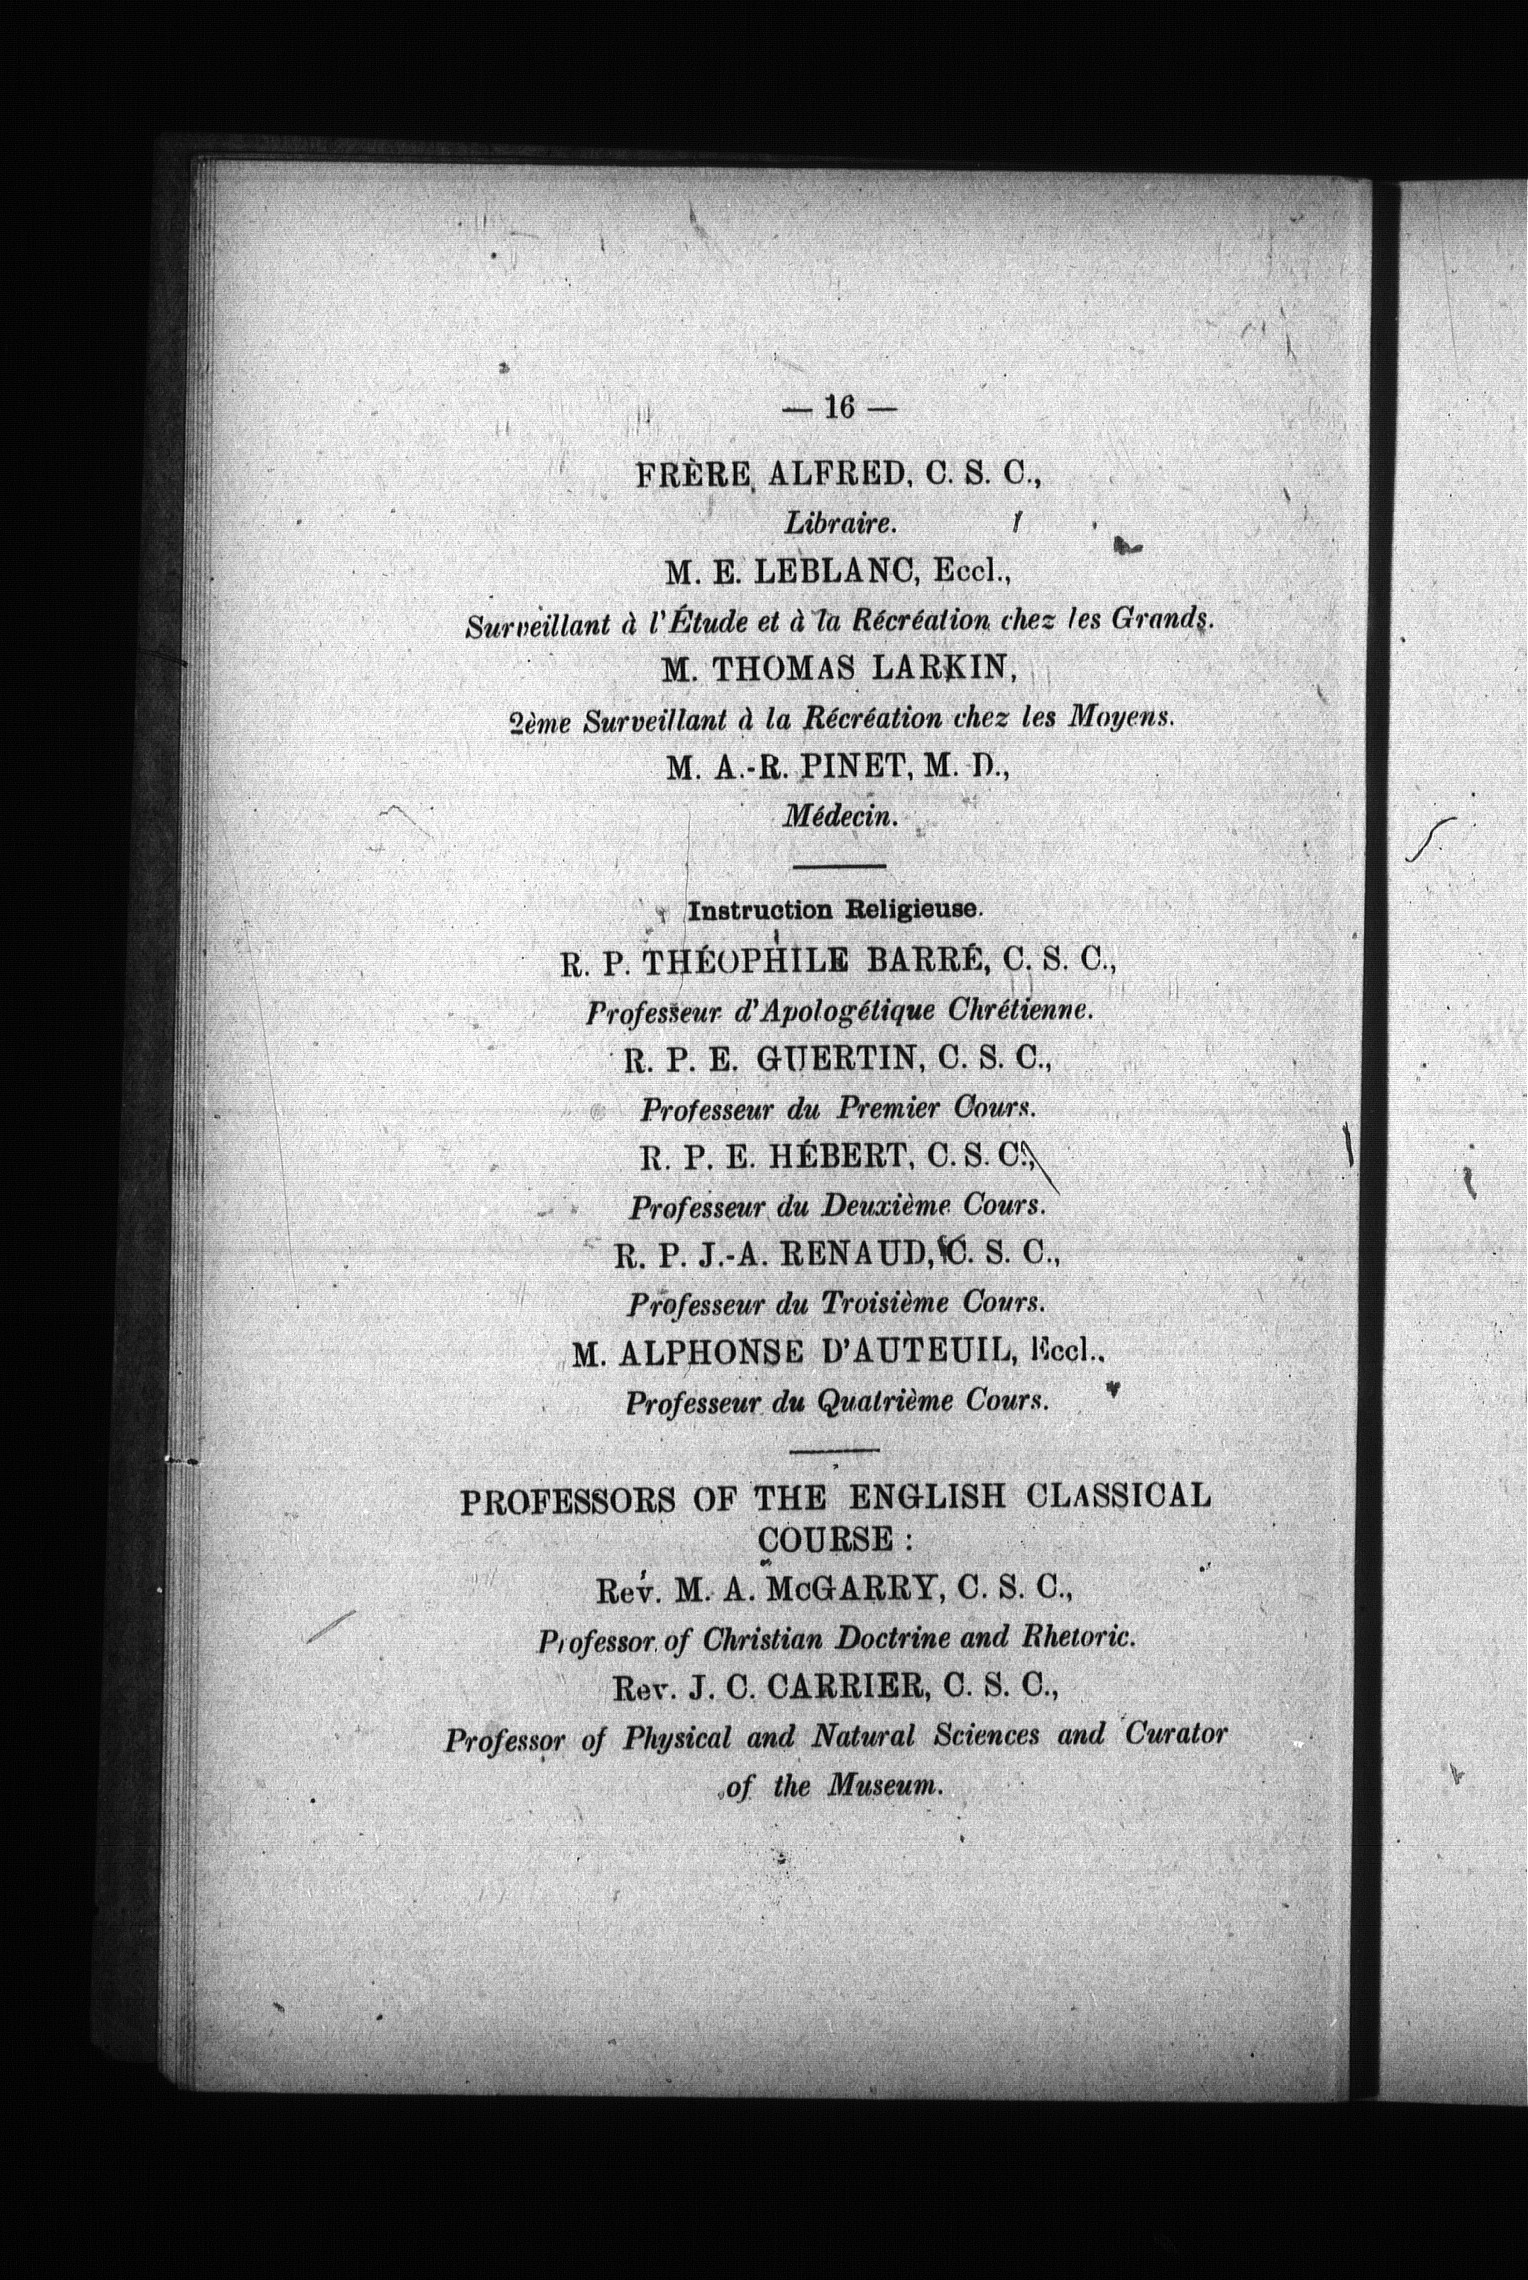 — 16 —
FRÈRE ALFRED, C. S. C.,
Libraire.
M. E. LEBLANC, Eccl.,
Surveillant à l'Étude et à la Récréation chez les Grands.
M. THOMAS LARKIN,
2ème Surveillant à la Récréation chez les Moyens.
M. A.-R. PINET, M. D.,
Médecin.
Instruction Religieuse.
R. P. THÉOPHILE BARRÉ, C. S. C.,
Professeur d'Apologétique Chrétienne.
R. P. E. GUERTIN, C. S. C.,
Professeur du Premier Cours.
R. P. E. HÉBERT, C. S. C.,
Professeur du Deuxième Cours.
R. P. J.-A. RENAUD, C. S. C.,
Professeur du Troisième Cours.
M. ALPHONSE D'AUTEUIL, Eccl.,
Professeur du Quatrième Cours.
PROFESSORS OF THE ENGLISH CLASSICAL
COURSE :
Rev. M. A. McGARRY, C. S. C.,
Professor of Christian Doctrine and Rhetoric.
Rev. J. C. CARRIER, C. S. C.,
Professor of Physical and Natural Sciences and Curator
of the Museum.